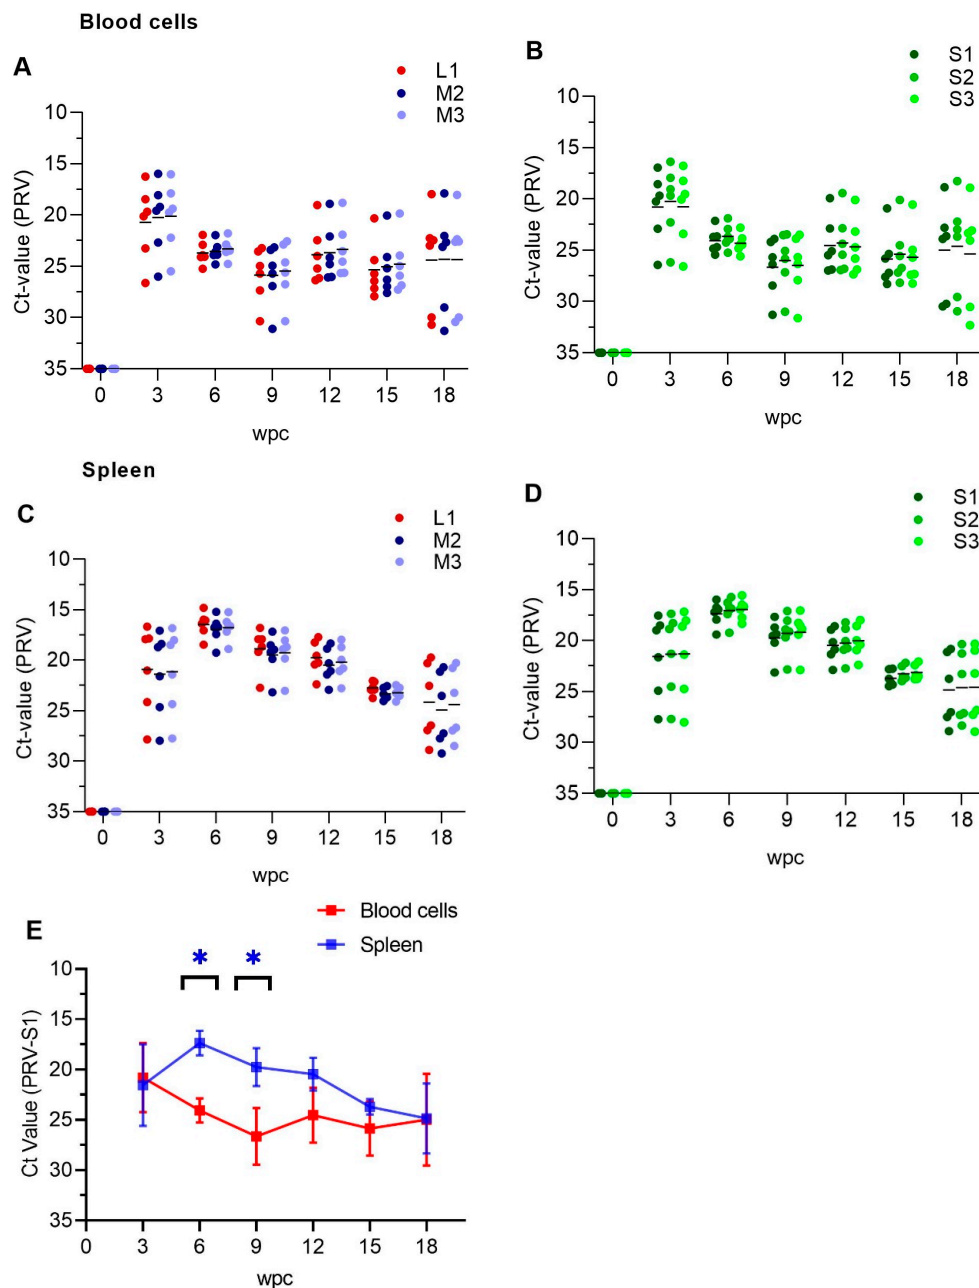 Blood cells
A
L1
M2
M3
Ct-value (PRV)
10
15
20
25
30
35
0 3 6 9 12 15 18
wpc
B
S1
S2
S3
Ct-value (PRV)
10
15
20
25
30
35
0 3 6 9 12 15 18
wpc
Spleen
C
L1
M2
M3
Ct-value (PRV)
10
15
20
25
30
35
0 3 6 9 12 15 18
wpc
D
S1
S2
S3
Ct-value (PRV)
10
15
20
25
30
35
0 3 6 9 12 15 18
wpc
E
Blood cells
Spleen
* *
Ct Value (PRV-S1)
10
15
20
25
30
35
0 3 6 9 12 15 18
wpc